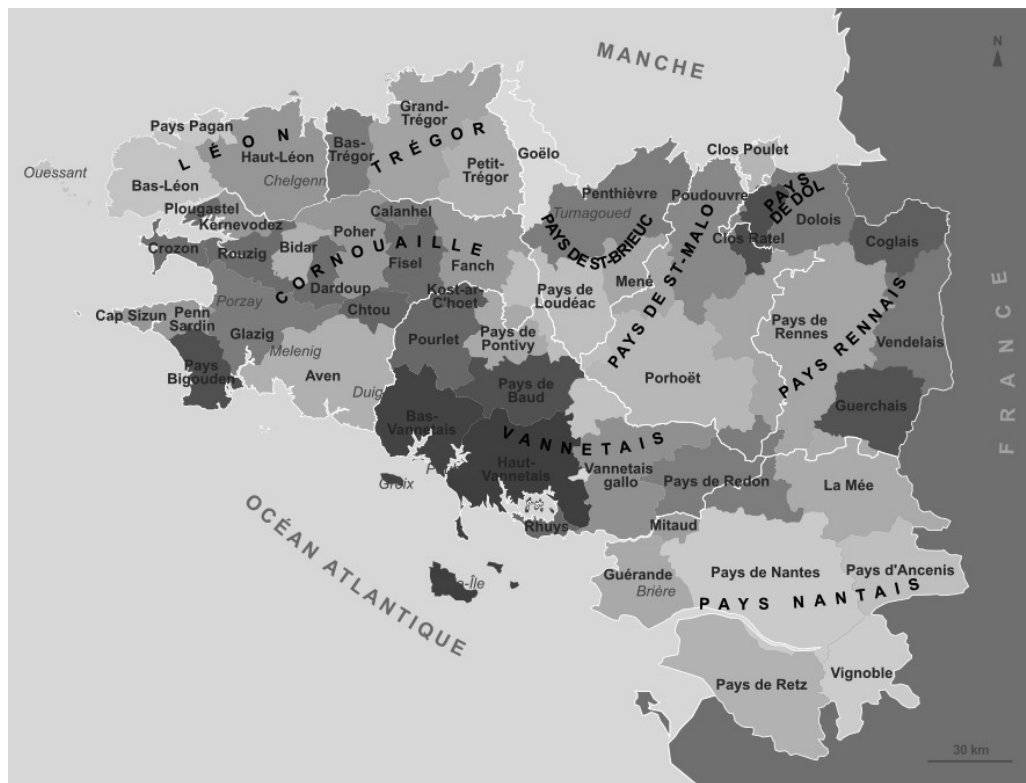 MANCHE
N
Grand-
Trégor
Pays Pagan
LÉON
Bas-
Trégor
TRÉGOR
Goëlo
Clos Poulet
Haut-Léon
Petit-
Trégor
Ouessant
Chelgenn
Bas-Léon
Penthièvre
Poudouvre
PAYS
DE DOL
Plougastel
Calanhel
Turnagoued
Dolois
Kernevodez
Poher
PAYS DE ST-BRIEUC
Clos Ratel
Coglais
Crozon
Rouzig
Bidar
CORNOUAILLE
Fisel
Fanch
Mené
PAYS DE ST-MALO
Dardoup
Kost-ar-
C'hoet
Pays de
Loudéac
Porzay
Chtou
Cap Sizun
Penn
Sardin
Glazig
Pourlet
Pays de
Pontivy
Pays de
Rennes
PAYS RENNAIS
Vendelais
Melenig
Pays
Bigouden
Aven
Porhoët
FRANCE
Duig
Pays de
Baud
Guerchais
Bas-
Vannetais
VANNETAIS
Haut-
Vannetais
Vannetais
gallo
Pays de Redon
La Mée
Groix
Rhuys
Mitaud
OCÉAN ATLANTIQUE
-Île
Guérande
Brière
Pays de Nantes
Pays d'Ancenis
PAYS NANTAIS
Vignoble
Pays de Retz
30 km